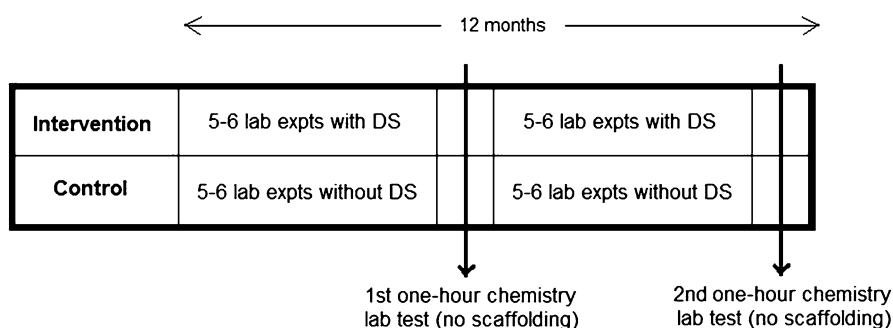 12 months
Intervention
5-6 lab expts with DS
5-6 lab expts with DS
Control
5-6 lab expts without DS
5-6 lab expts without DS
1st one-hour chemistry
lab test (no scaffolding)
2nd one-hour chemistry
lab test (no scaffolding)